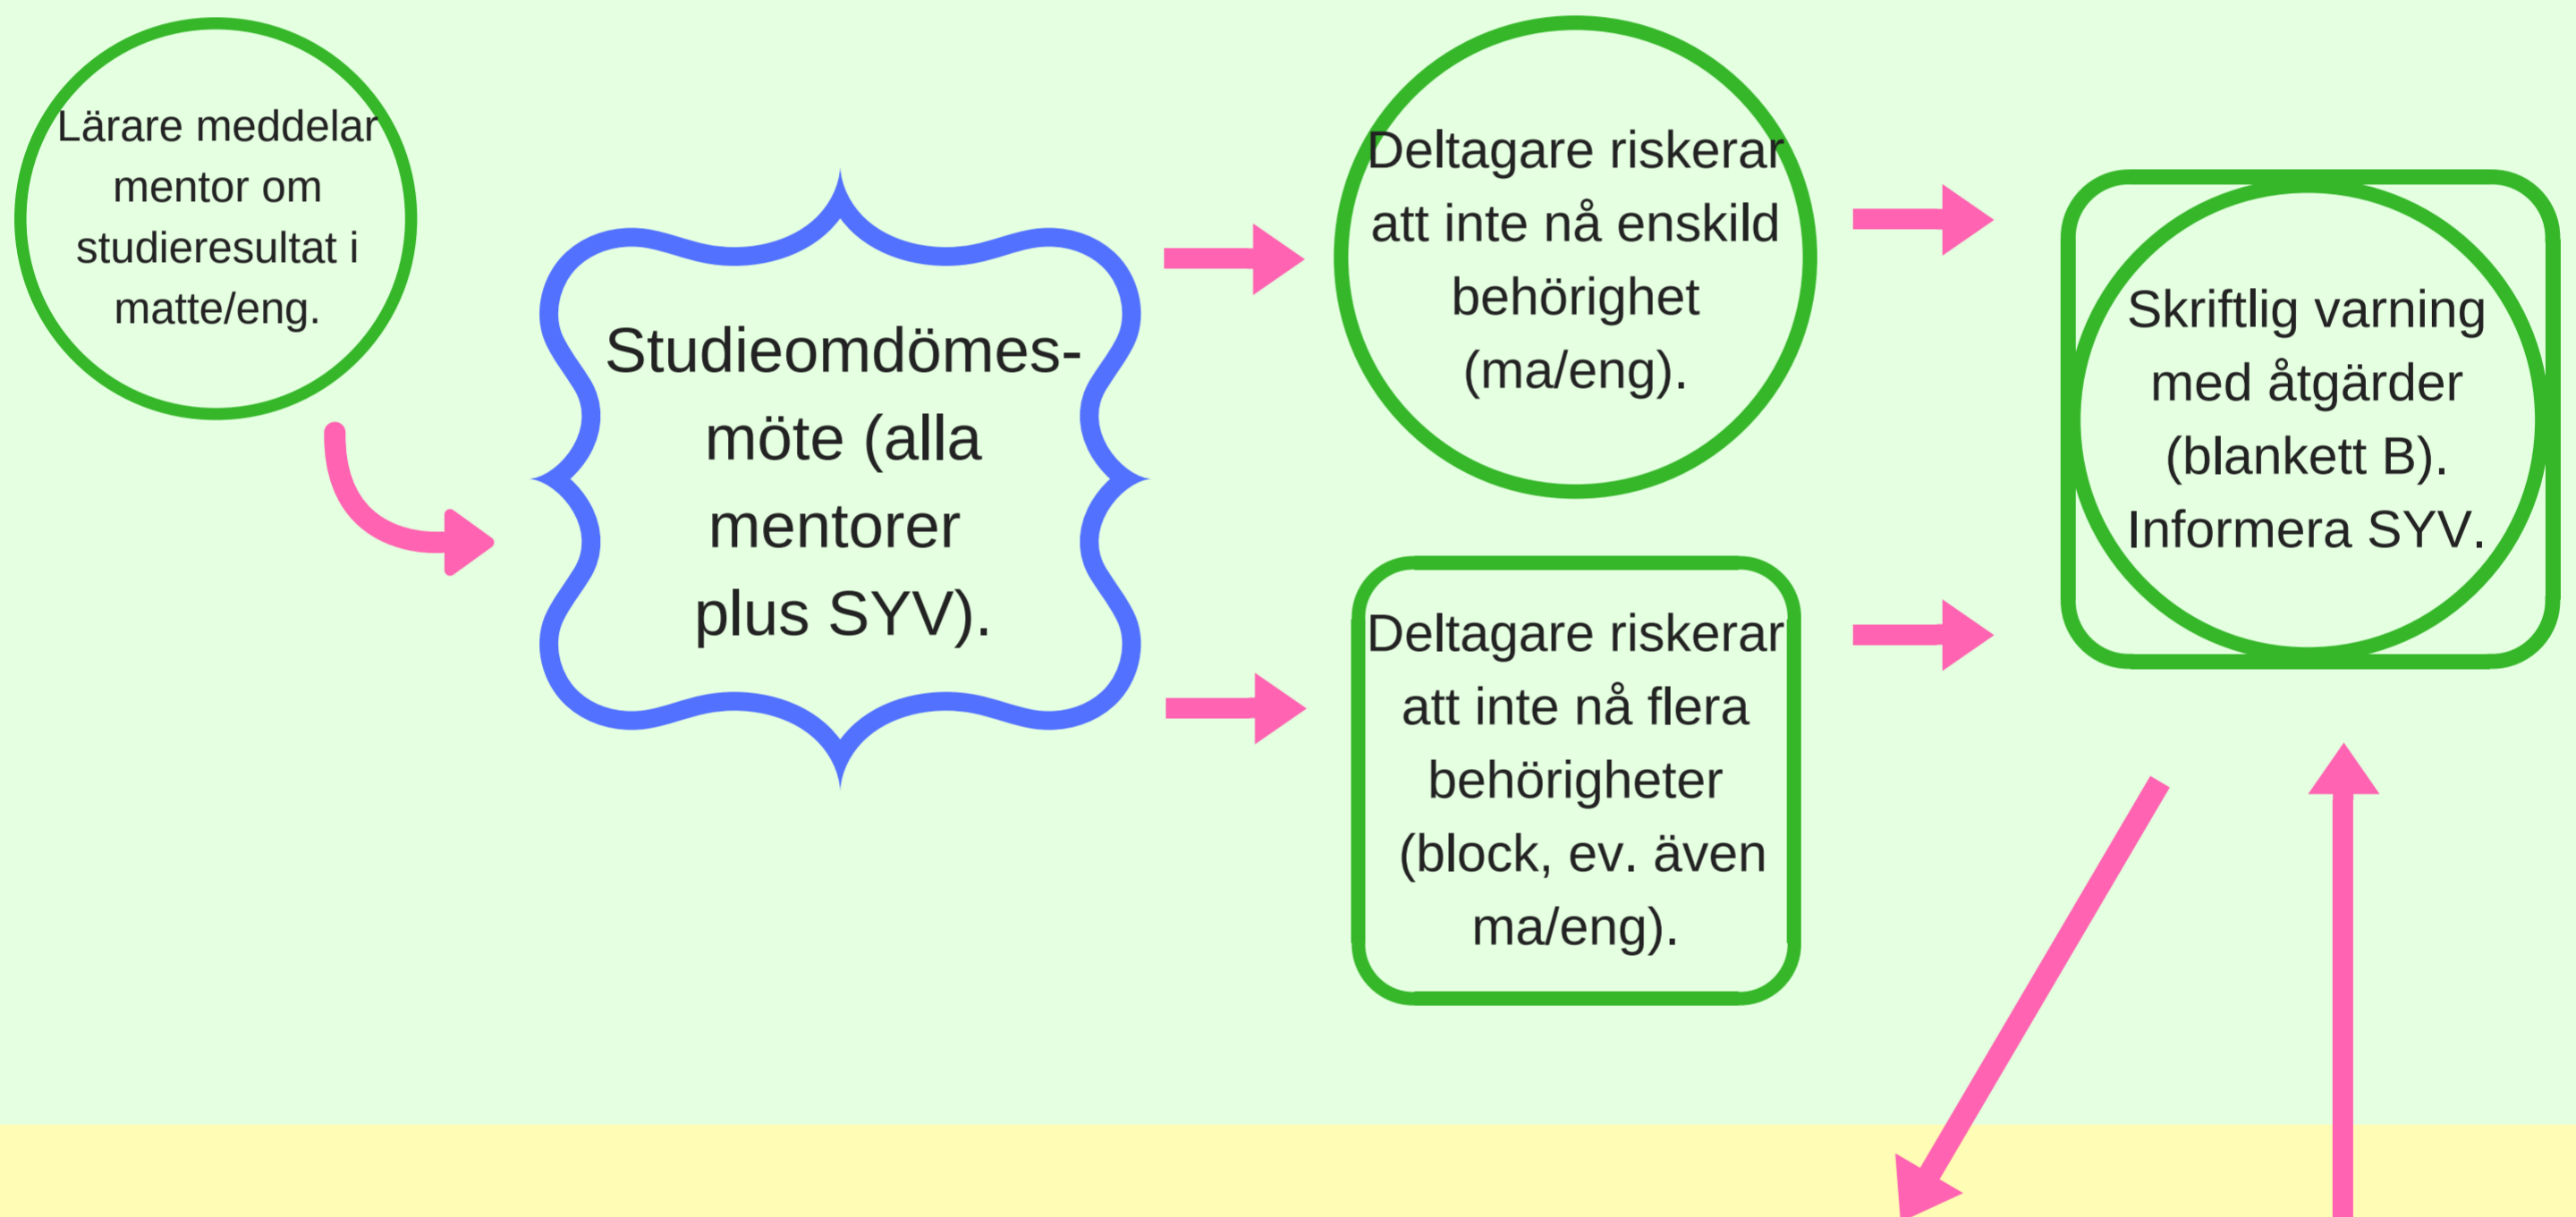 Lärare meddelar
mentor om
studieresultat i
matte/eng.
Studieomdömes-
möte (alla
mentorer
plus SYV).
Deltagare riskerar
att inte nå enskild
behörighet
(ma/eng).
Deltagare riskerar
att inte nå flera
behörigheter
(block, ev. även
ma/eng).
Skriftlig varning
med åtgärder
(blankett B).
Informera SYV.